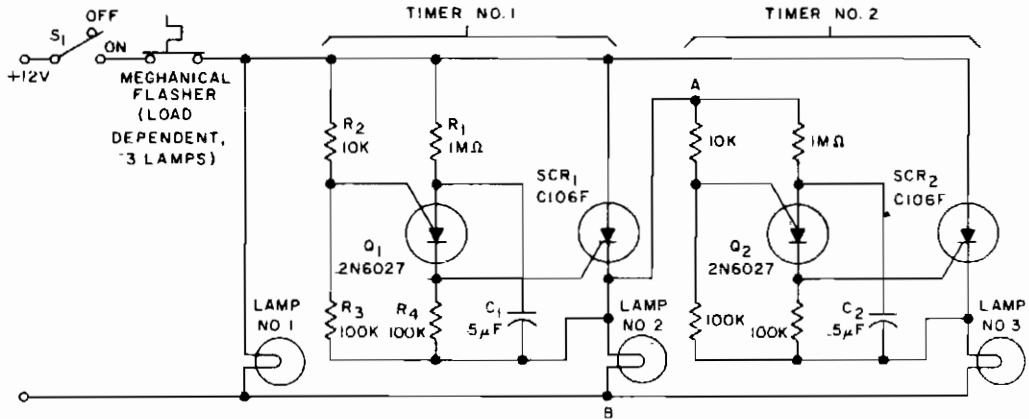 TIMER NO. 1
TIMER NO. 2
OFF
S1
ON
+12V
MECHANICAL
FLASHER
(LOAD
DEPENDENT,
3 LAMPS)
A
R2
10K
R1
1MΩ
10K
1MΩ
SCR1
C106F
SCR2
C106F
Q1
2N6027
Q2
2N6027
LAMP
NO 1
R3
100K
R4
100K
C1
.5μF
LAMP
NO 2
100K
100K
C2
.5μF
LAMP
NO 3
B